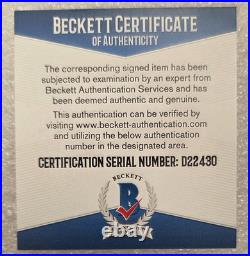 BECKETT CERTIFICATE
OF AUTHENTICITY
The corresponding signed item has been
subjected to examination by an expert from
Beckett Authentication Services and has
been deemed authentic and genuine.
This authentication can be verified by
visiting www.beckett-authentication.com
and utilizing the below authentication
number in the designated area.
CERTIFICATION SERIAL NUMBER: D22430
BECKETT
B